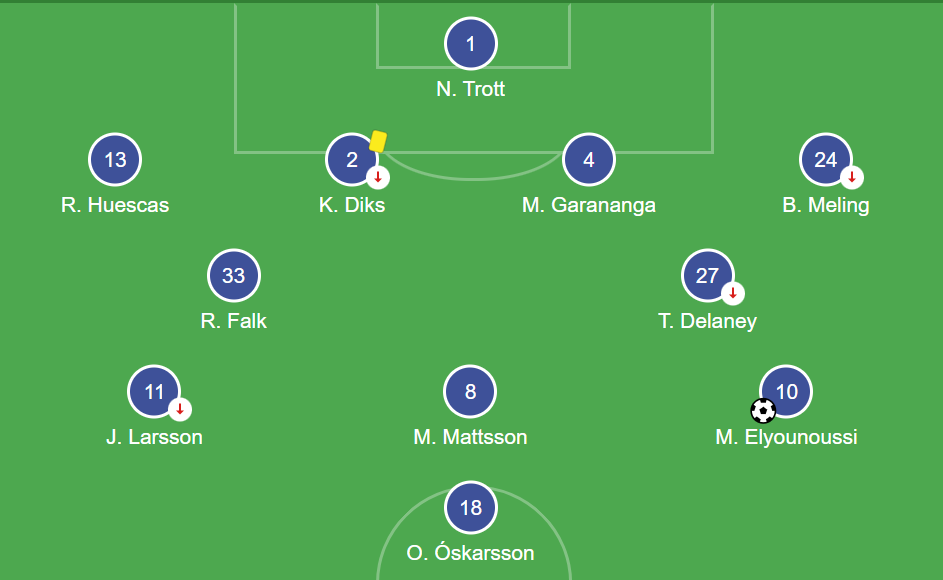 1
N. Trott
13 2 4 24
R. Huescas K. Diks M. Garananga B. Meling
33 27
R. Falk T. Delaney
11 8 10
J. Larsson M. Mattsson M. Elyounoussi
18
O. Óskarsson